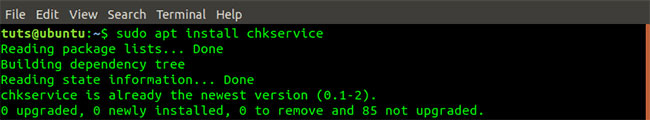 File Edit View Search Terminal Help
tuts@ubuntu:~$ sudo apt install chkservice
Reading package lists... Done
Building dependency tree
Reading state information... Done
chkservice is already the newest version (0.1-2).
0 upgraded, 0 newly installed, 0 to remove and 85 not upgraded.